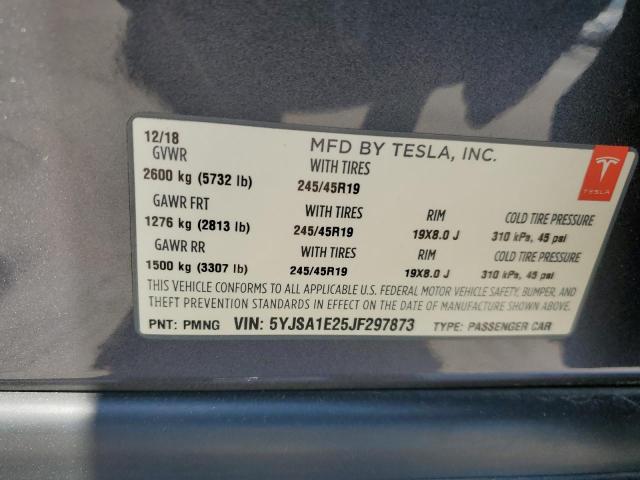 12/18 MFD BY TESLA, INC.
GVWR WITH TIRES
2600 kg (5732 lb) 245/45R19
GAWR FRT WITH TIRES RIM COLD TIRE PRESSURE
1276 kg (2813 lb) 245/45R19 19X8.0 J 310 kPa, 45 psi
GAWR RR WITH TIRES RIM COLD TIRE PRESSURE
1500 kg (3307 lb) 245/45R19 19X8.0 J 310 kPa, 45 psi
THIS VEHICLE CONFORMS TO ALL APPLICABLE U.S. FEDERAL MOTOR VEHICLE SAFETY, BUMPER, AND
THEFT PREVENTION STANDARDS IN EFFECT ON THE DATE OF MANUFACTURE SHOWN ABOVE.
PNT: PMNG VIN: 5YJSA1E25JF297873 TYPE: PASSENGER CAR
TESLA